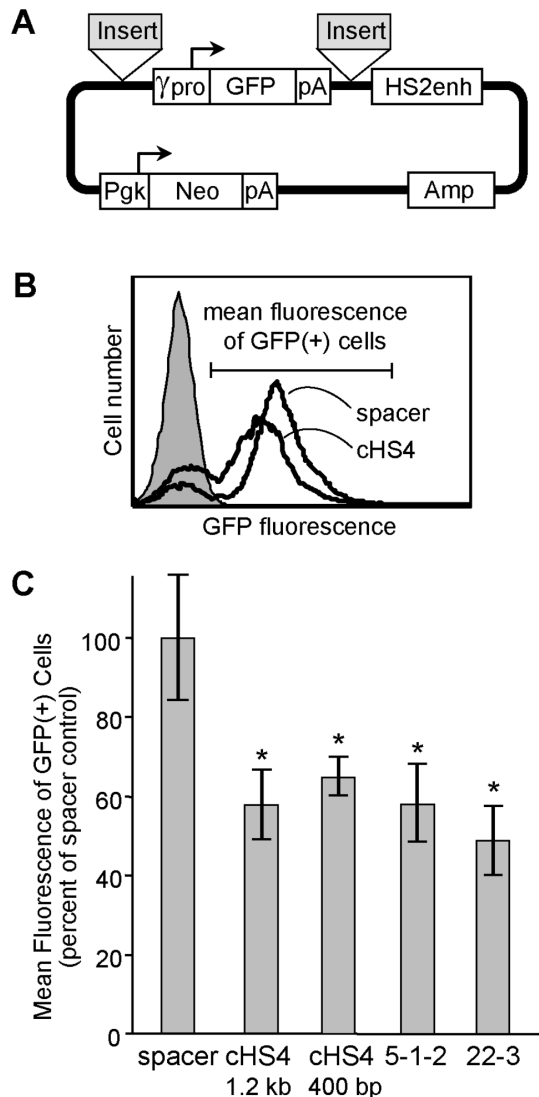 A
Insert
Insert
γpro
GFP
pA
HS2enh
Pgk
Neo
pA
Amp
B
mean fluorescence
of GFP(+) cells
spacer
cHS4
Cell number
GFP fluorescence
C
Mean Fluorescence of GFP(+) Cells
(percent of spacer control)
100
80
60
40
20
0
*
*
*
*
spacer
cHS4
1.2 kb
cHS4
400 bp
5-1-2
22-3